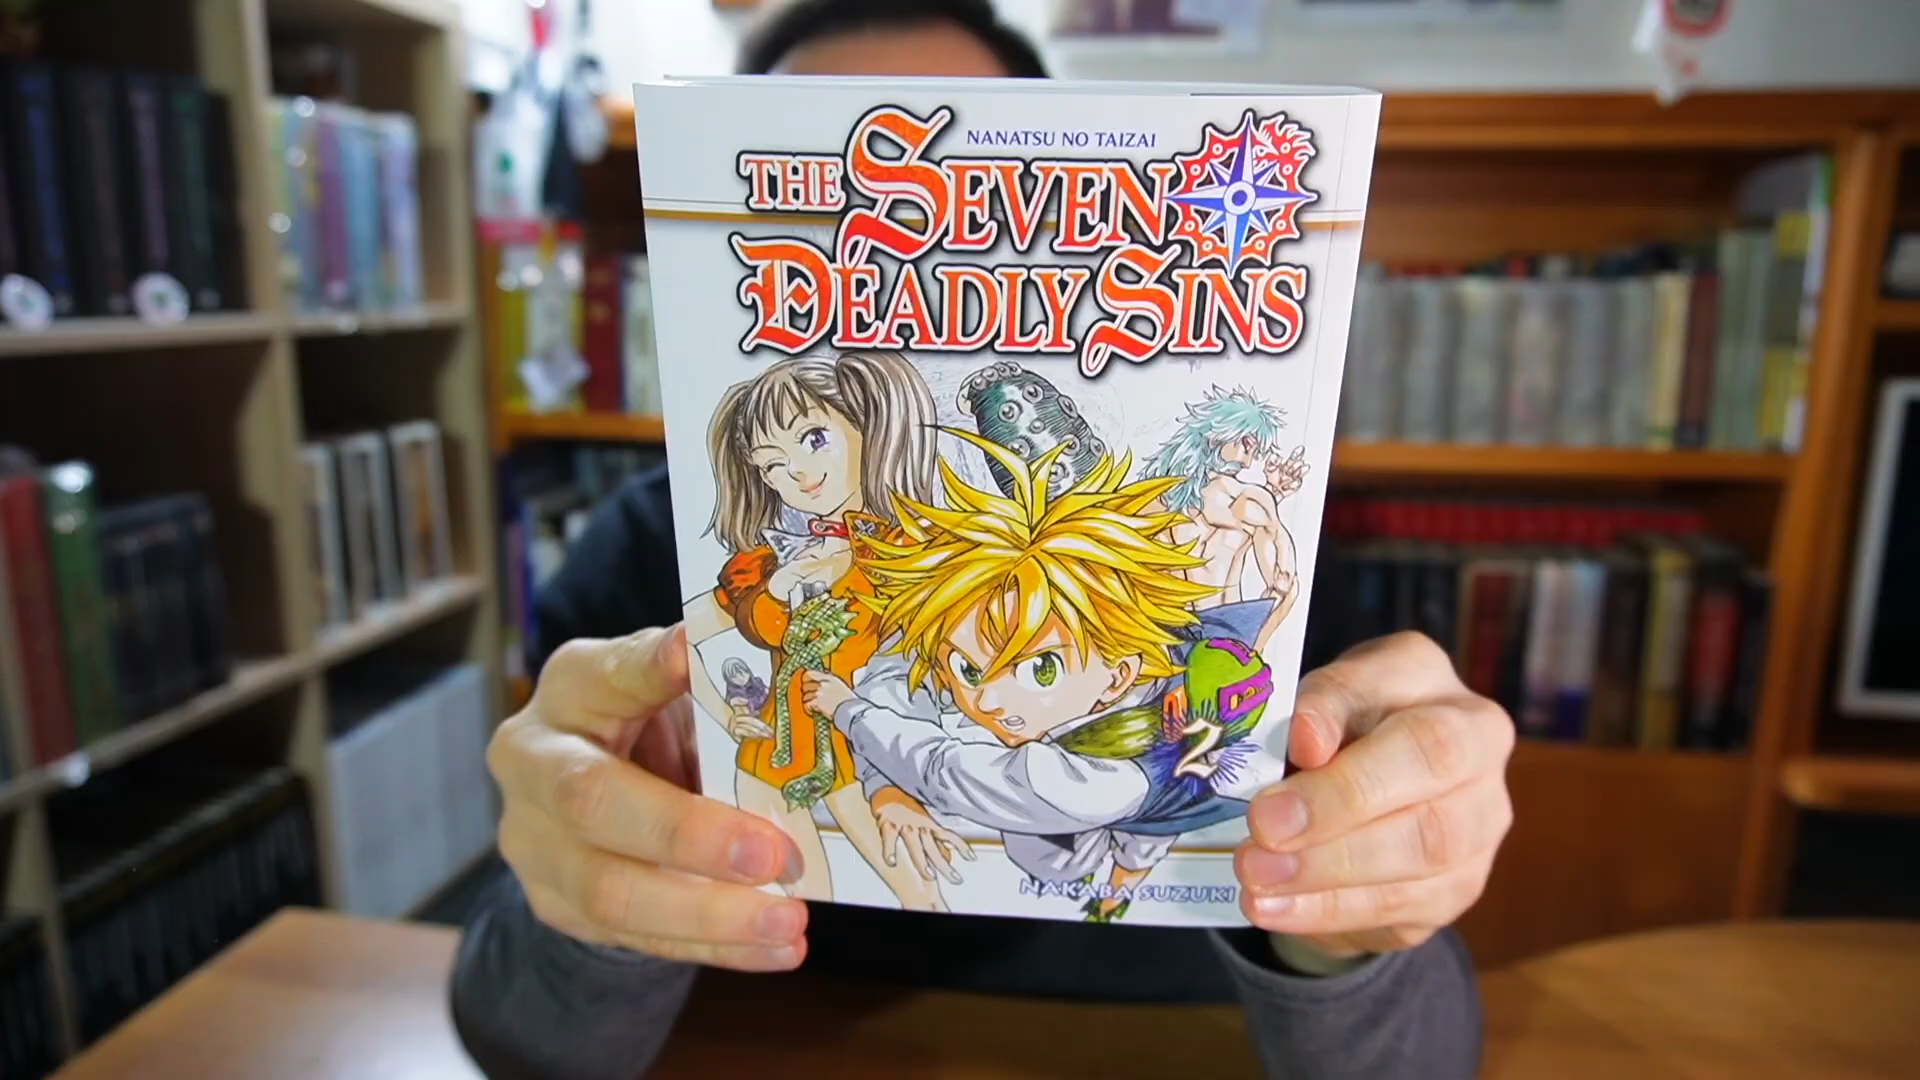 NANATSU NO TAIZAI
THE SEVEN
DEADLY SINS
2
NAKABA SUZUKI